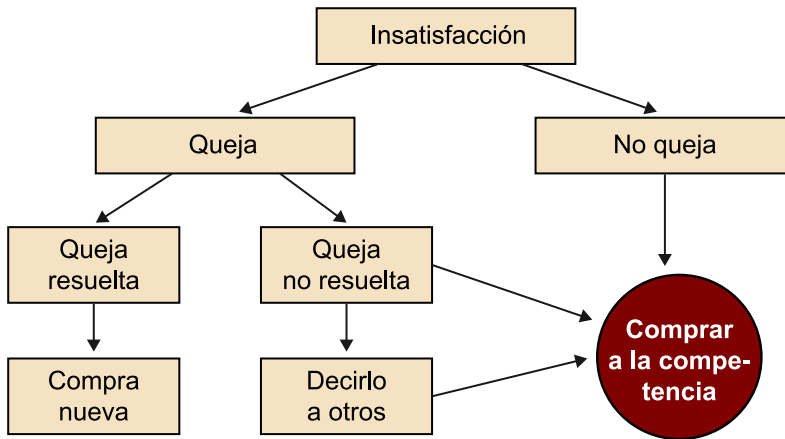 Insatisfacción
Queja
No queja
Queja
resuelta
Queja
no resuelta
Compra
nueva
Decirlo
a otros
Comprar
a la compe-
tencia